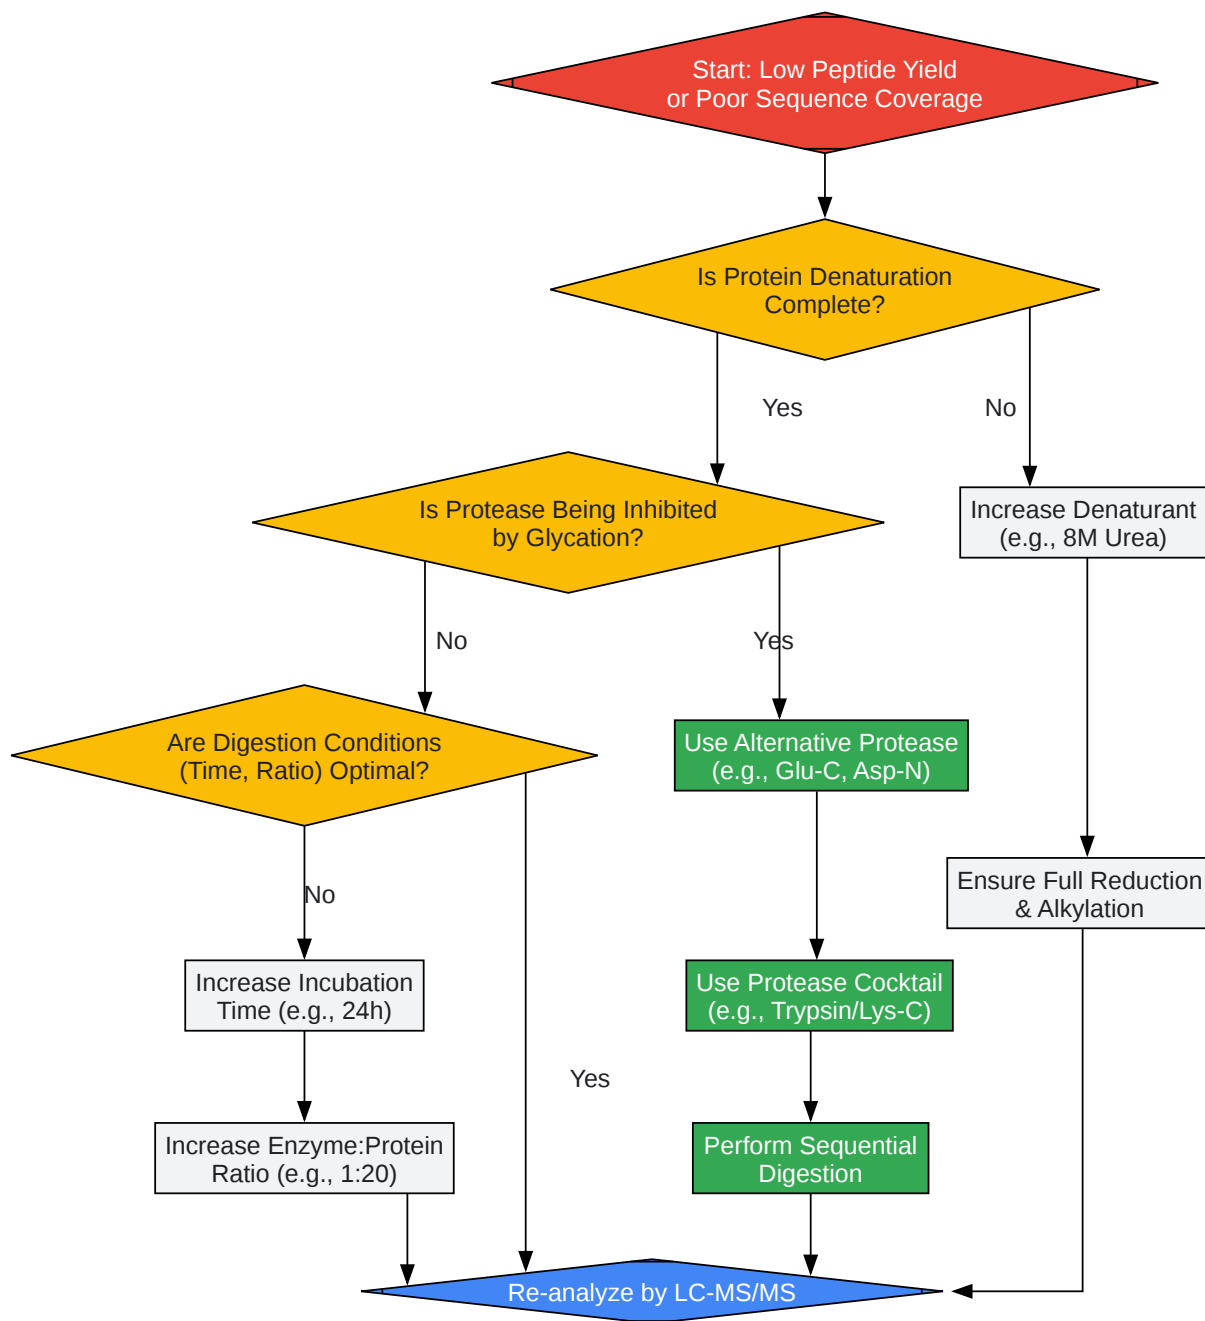 Start: Low Peptide Yield
or Poor Sequence Coverage
Is Protein Denaturation
Complete?
Yes
No
Is Protease Being Inhibited
by Glycation?
Increase Denaturant
(e.g., 8M Urea)
No
Yes
Are Digestion Conditions
(Time, Ratio) Optimal?
Use Alternative Protease
(e.g., Glu-C, Asp-N)
No
Ensure Full Reduction
& Alkylation
Increase Incubation
Time (e.g., 24h)
Use Protease Cocktail
(e.g., Trypsin/Lys-C)
Yes
Increase Enzyme:Protein
Ratio (e.g., 1:20)
Perform Sequential
Digestion
Re-analyze by LC-MS/MS